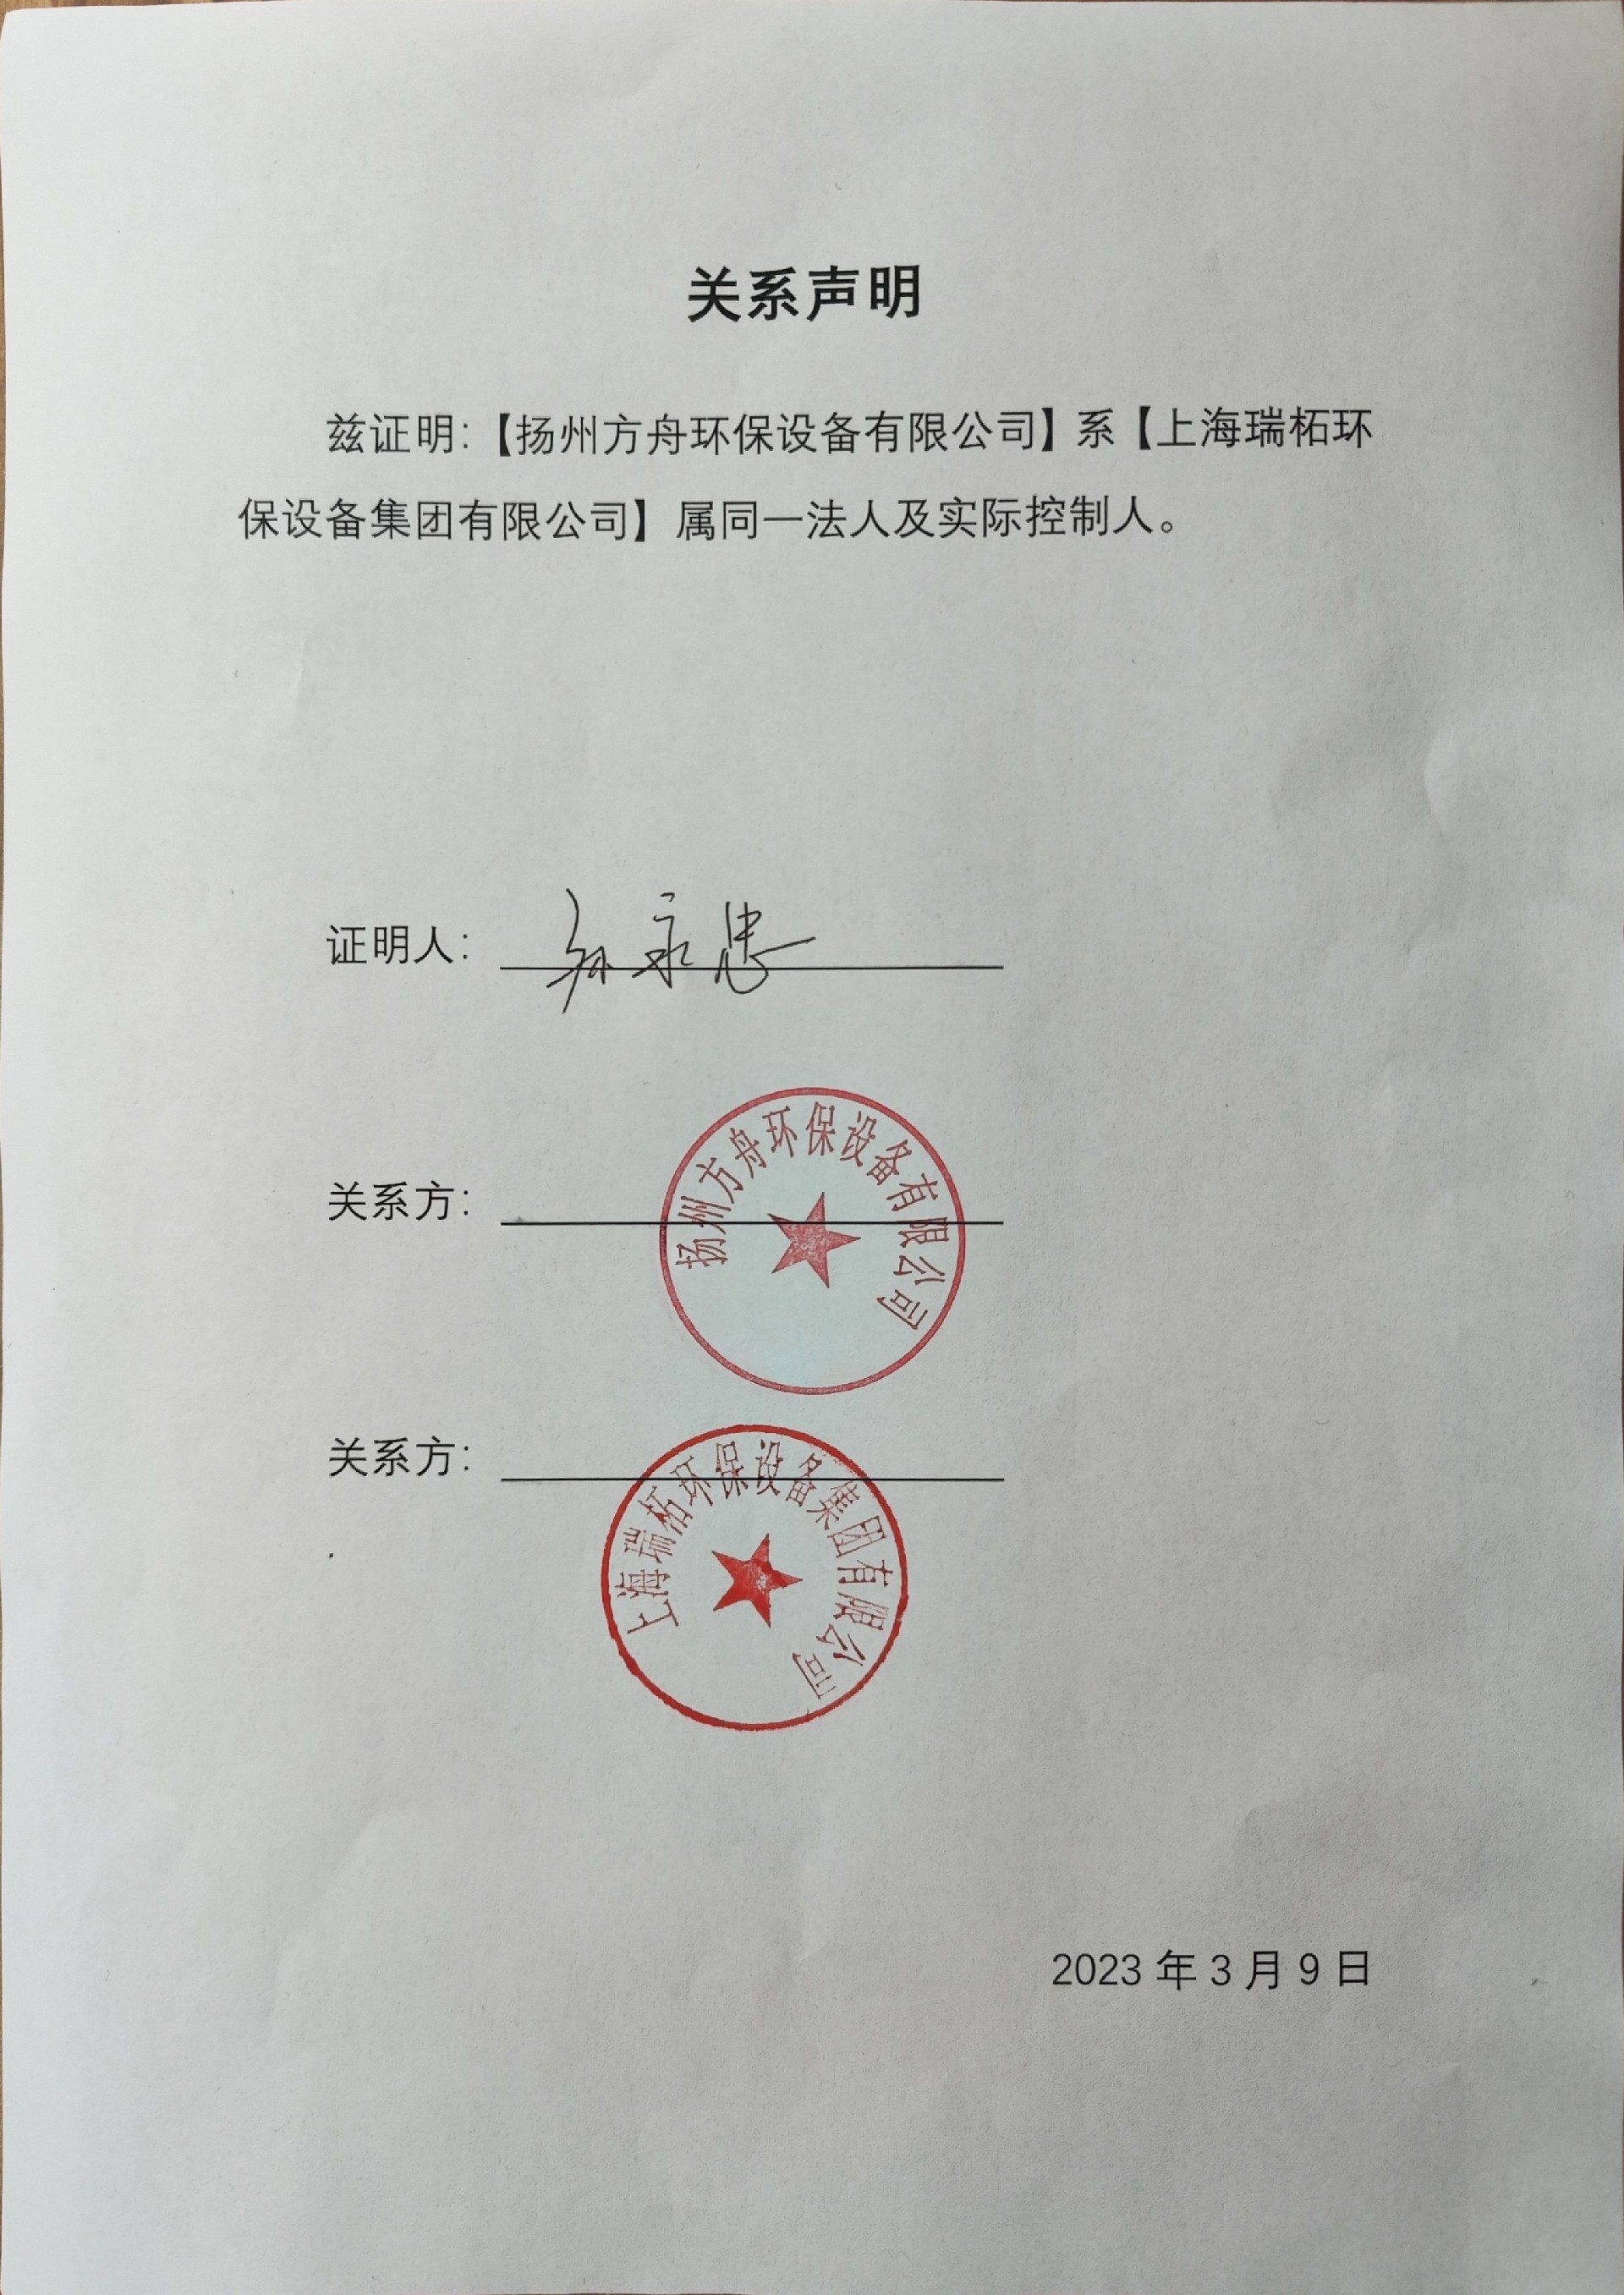 关系声明
兹证明：【扬州方舟环保设备有限公司】系【上海瑞柘环
保设备集团有限公司】属同一法人及实际控制人。
证明人： 孙永忠
关系方：
扬州方舟环保设备有限公司
关系方：
上海瑞柘环保设备集团有限公司
2023 年 3 月 9 日